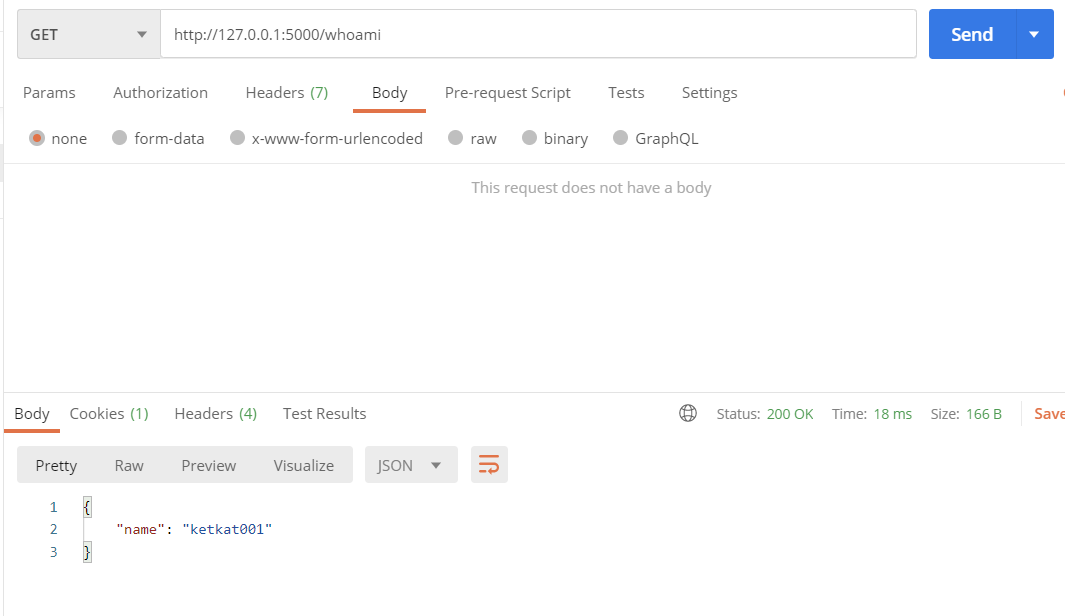 GET http://127.0.0.1:5000/whoami Send
Params Authorization Headers (7) Body Pre-request Script Tests Settings
none form-data x-www-form-urlencoded raw binary GraphQL
This request does not have a body
Body Cookies (1) Headers (4) Test Results Status: 200 OK Time: 18 ms Size: 166 B Save
Pretty Raw Preview Visualize JSON
1 {
2 "name": "ketkat001"
3 }